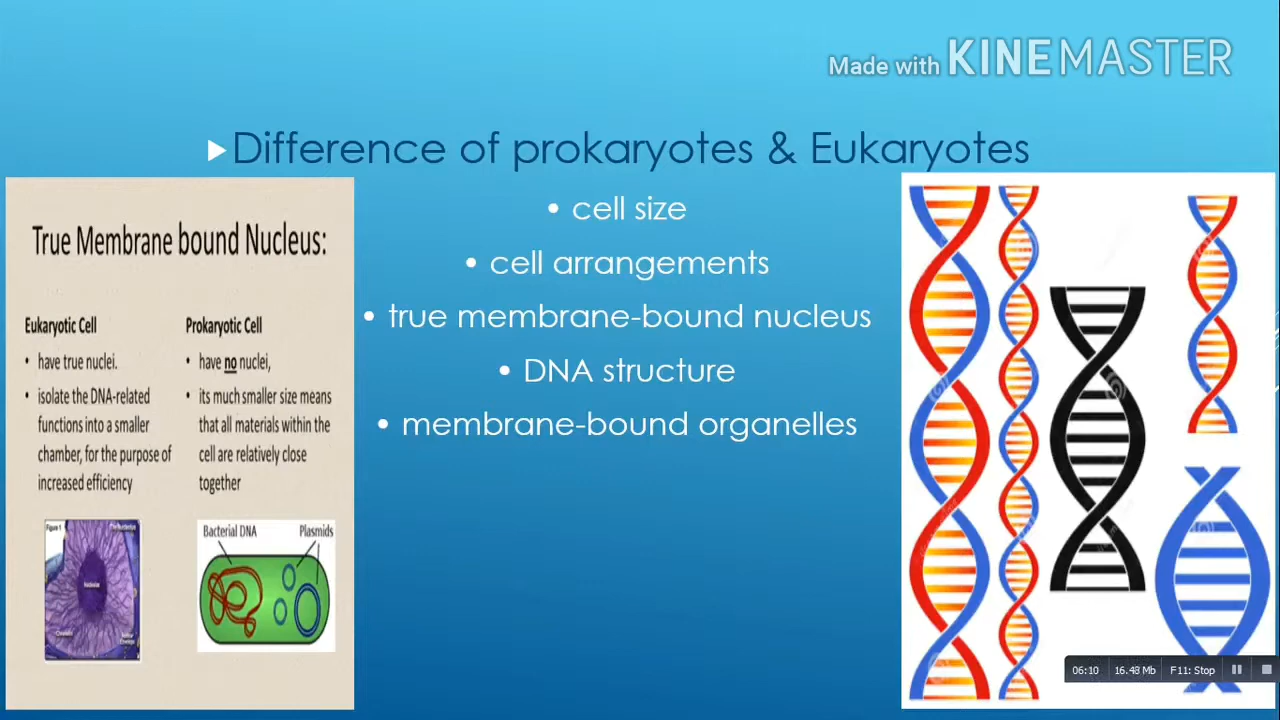 Made with KINEMASTER
Difference of prokaryotes & Eukaryotes
• cell size
• cell arrangements
• true membrane-bound nucleus
• DNA structure
• membrane-bound organelles
True Membrane bound Nucleus:
Eukaryotic Cell
• have true nuclei.
• isolate the DNA-related
functions into a smaller
chamber, for the purpose of
increased efficiency
Prokaryotic Cell
• have no nuclei,
• its much smaller size means
that all materials within the
cell are relatively close
together
Figure 1
Bacterial DNA
Plasmids
06:10
16.48 Mb
F11: Stop